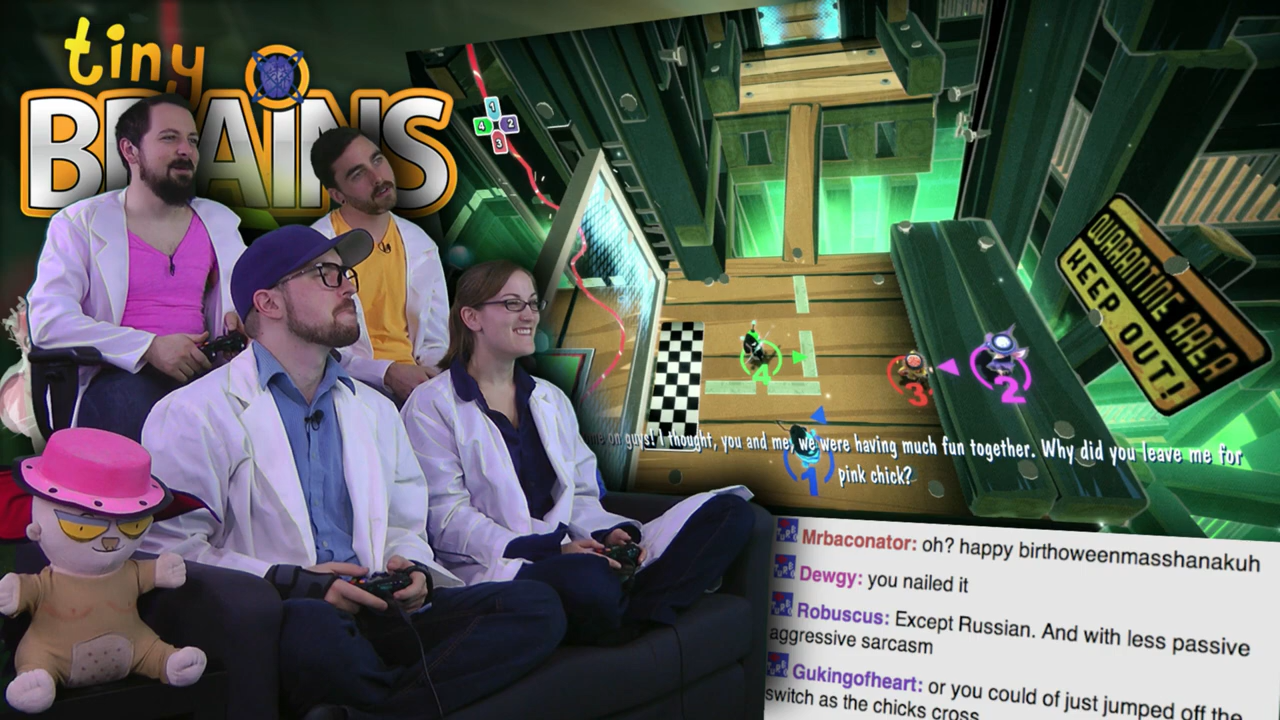 tiny
BRAINS
1
4
2
3
QUARANTINE AREA
KEEP OUT!
4
3
2
1
me on guys! I thought, you and me, we were having much fun together. Why did you leave me for
pink chick?
Mrbaconator: oh? happy birthoweenmasshanakuh
Dewgy: you nailed it
Robuscus: Except Russian. And with less passive
aggressive sarcasm
Gukingofheart: or you could of just jumped off the
switch as the chicks cross